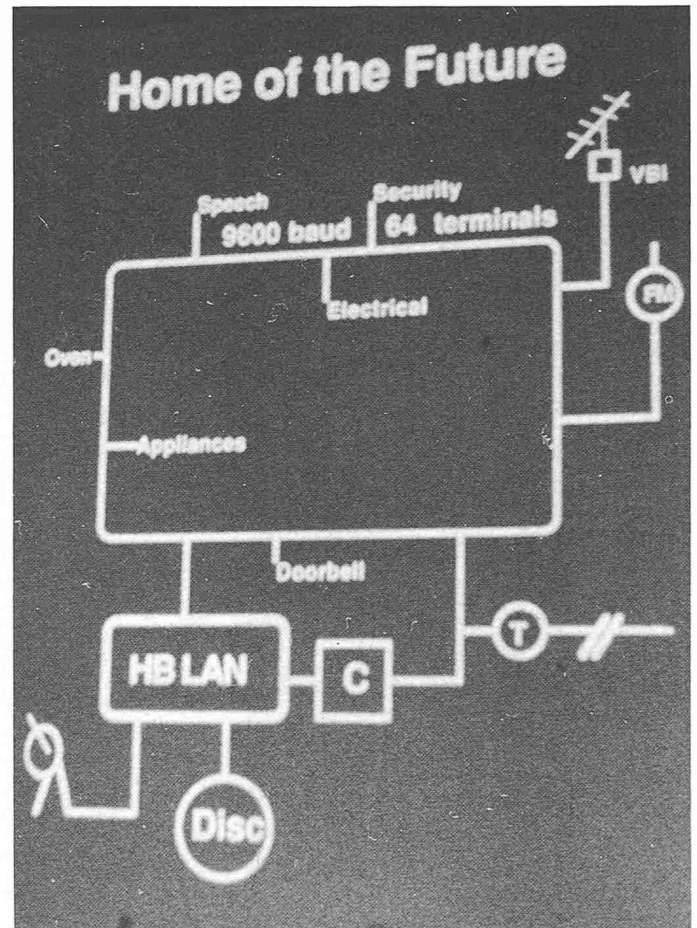 Home of the Future
VBI
Speech
Security
9600 baud
64 terminals
FM
Electrical
Oven
Appliances
Doorbell
T
HB LAN
C
Disc